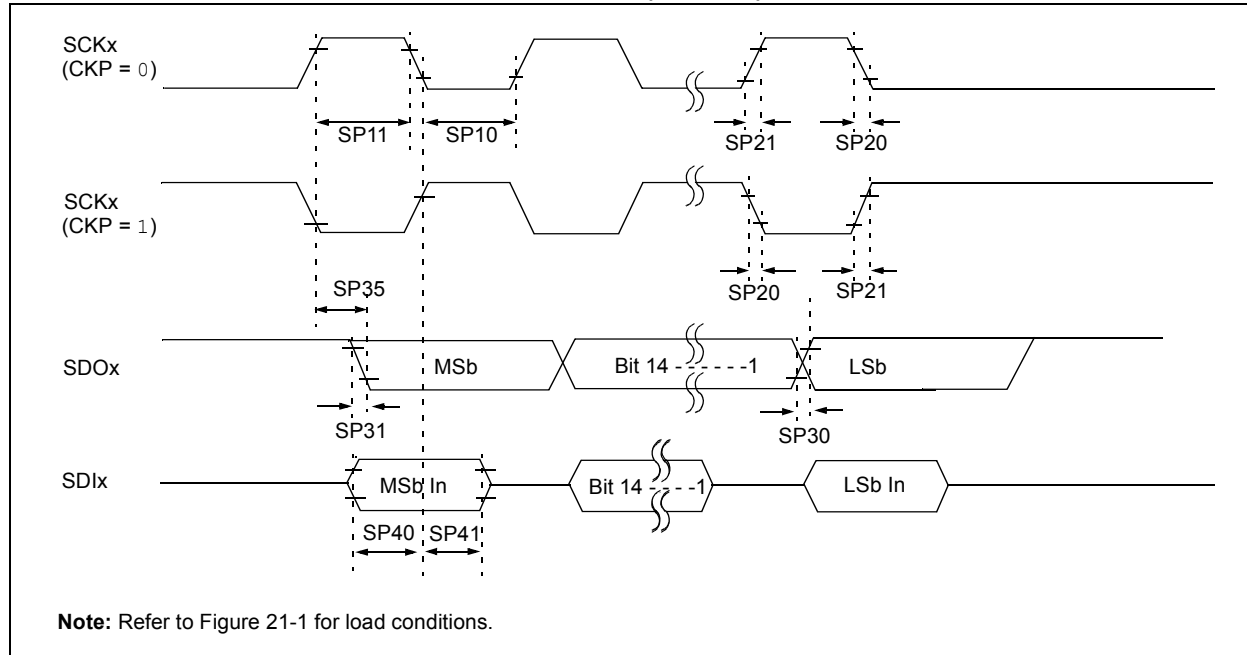 SCKx
(CKP = 0)
SP11
SP10
SP21
SP20
SCKx
(CKP = 1)
SP35
SP20
SP21
SDOx
MSb
Bit 14 - - - - - -1
LSb
SP31
SP30
SDIx
MSb In
Bit 14 - - - -1
LSb In
SP40
SP41
Note: Refer to Figure 21-1 for load conditions.